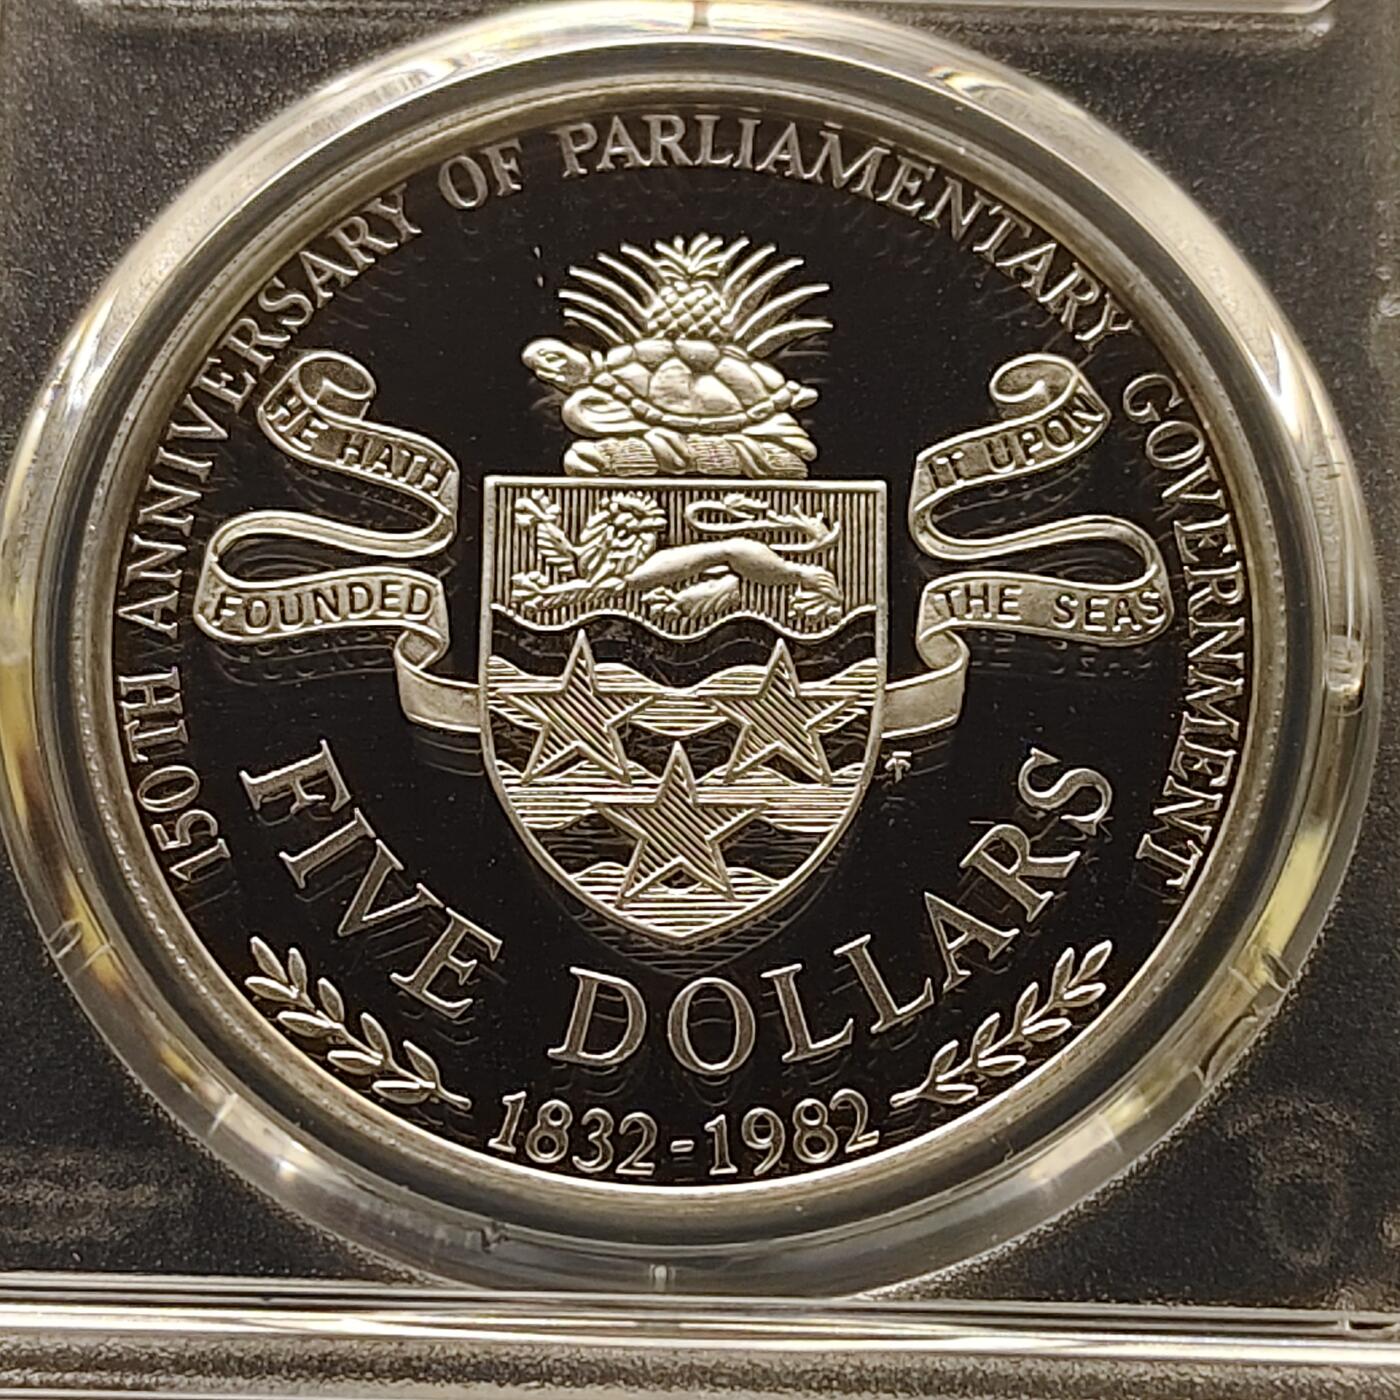 150TH ANNIVERSARY OF PARLIAMENTARY GOVERNMENT
HE HATH
FOUNDED
IT UPON
THE SEAS
FIVE DOLLARS
1832-1982